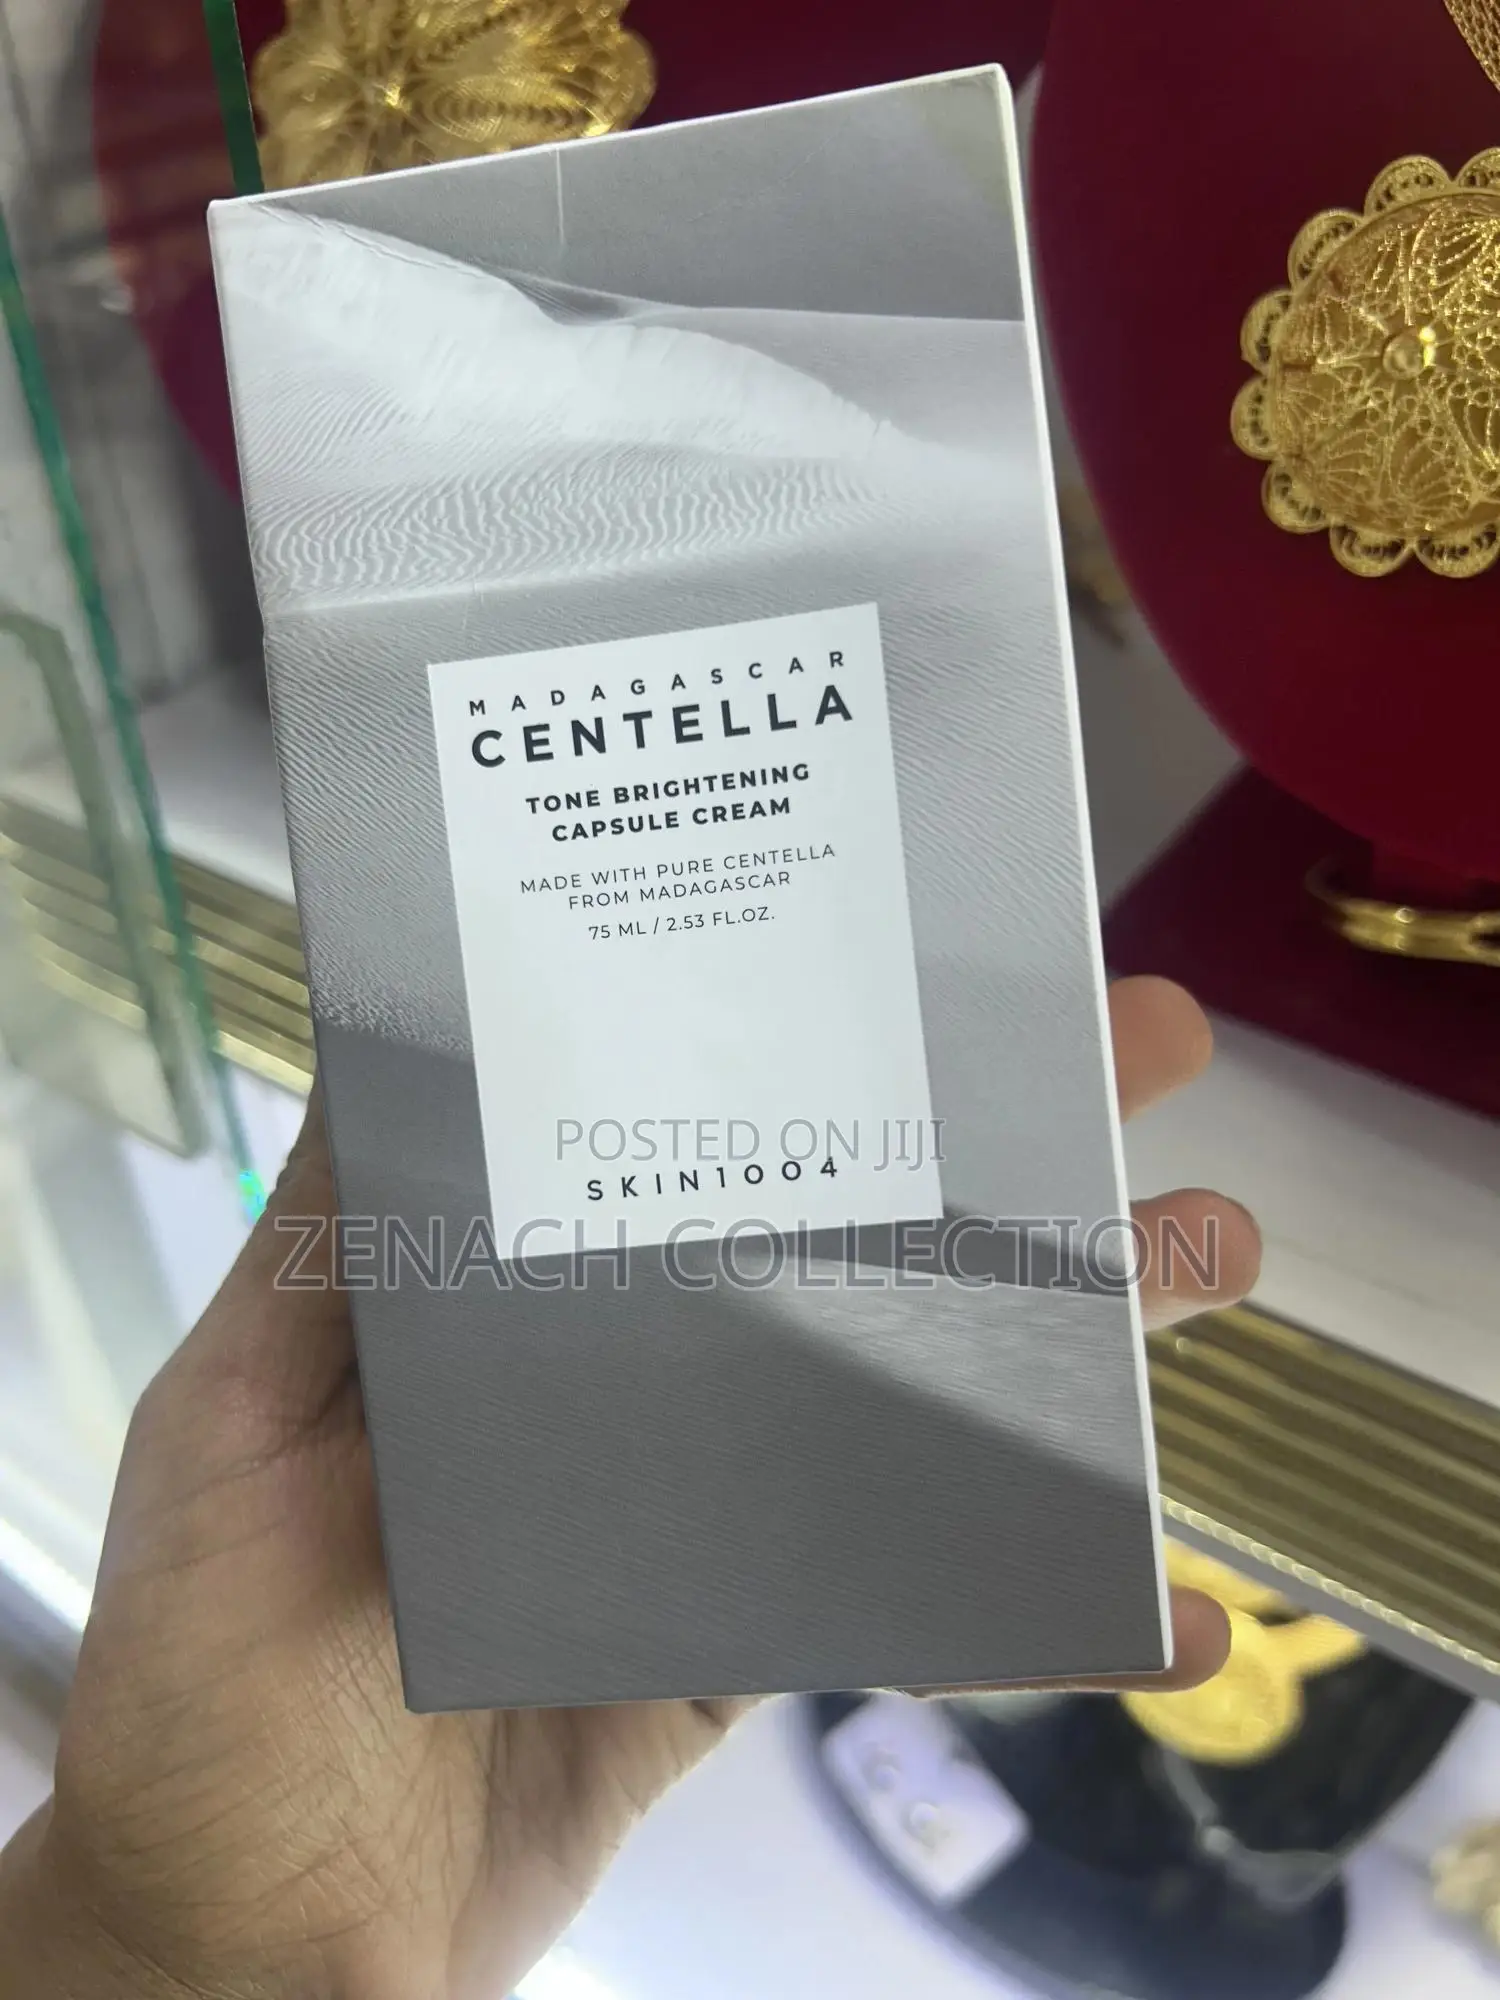 MADAGASCAR
CENTELLA
TONE BRIGHTENING
CAPSULE CREAM
MADE WITH PURE CENTELLA
FROM MADAGASCAR
75 ML / 2.53 FL.OZ.
POSTED ON JIJI
SKIN1004
ZENACH COLLECTION